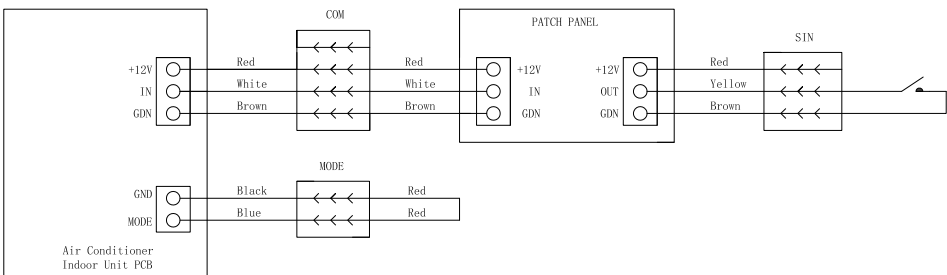 COM
PATCH PANEL
SIN
+12V Red Red +12V +12V Red
IN White White IN OUT Yellow
GDN Brown Brown GDN GDN Brown
MODE
GND Black Red
MODE Blue Red
Air Conditioner
Indoor Unit PCB